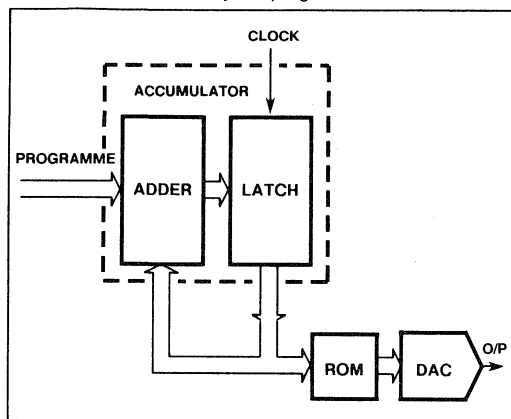 CLOCK
ACCUMULATOR
PROGRAMME
ADDER
LATCH
ROM
DAC
O/P